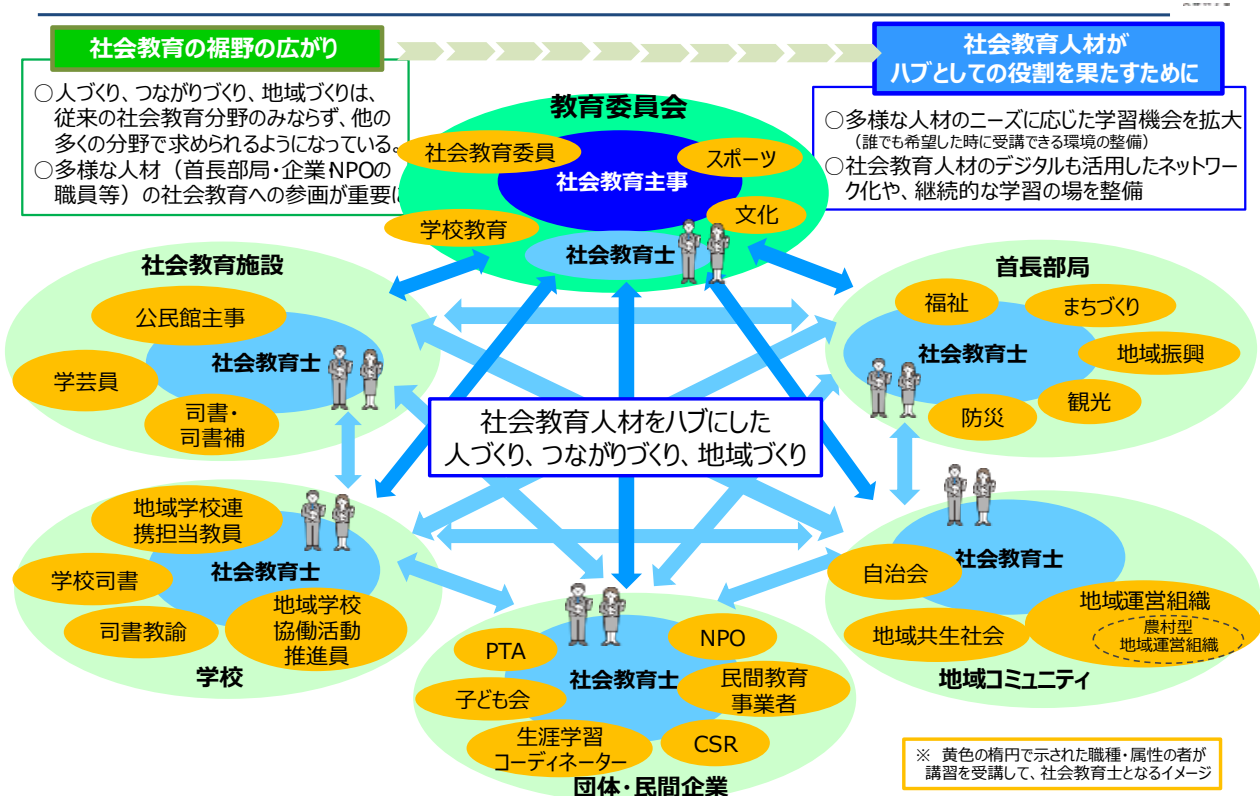 社会教育の裾野の広がり
○人づくり、つながりづくり、地域づくりは、
従来の社会教育分野のみならず、他の
多くの分野で求められるようになっている。
○多様な人材（首長部局・企業・NPOの
職員等）の社会教育への参画が重要に
社会教育人材が
ハブとしての役割を果たすために
○多様な人材のニーズに応じた学習機会を拡大
（誰でも希望した時に受講できる環境の整備）
○社会教育人材のデジタルも活用したネットワー
ク化や、継続的な学習の場を整備
教育委員会
社会教育委員
スポーツ
社会教育主事
文化
学校教育
社会教育士
社会教育施設
公民館主事
社会教育士
学芸員
司書・
司書補
首長部局
福祉
まちづくり
社会教育士
地域振興
観光
防災
社会教育人材をハブにした
人づくり、つながりづくり、地域づくり
地域学校連
携担当教員
学校司書
社会教育士
司書教諭
地域学校
協働活動
推進員
学校
PTA
NPO
社会教育士
子ども会
民間教育
事業者
生涯学習
コーディネーター
CSR
団体・民間企業
社会教育士
自治会
地域運営組織
農村型
地域運営組織
地域共生社会
地域コミュニティ
※ 黄色の楕円で示された職種・属性の者が
講習を受講して、社会教育士となるイメージ